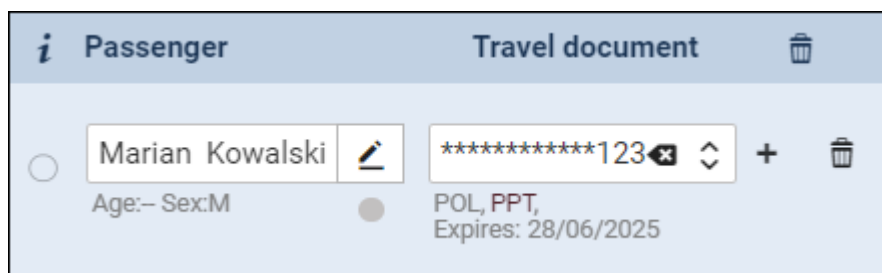 i Passenger Travel document
Marian Kowalski ************123 +
Age:-- Sex:M POL, PPT,
Expires: 28/06/2025